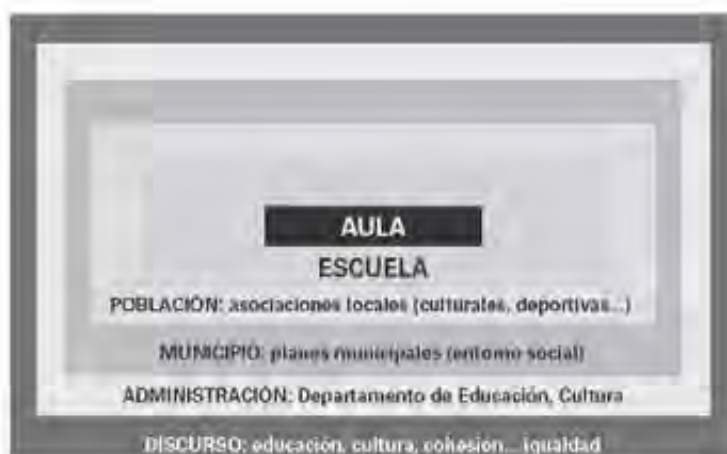 AULA
ESCUELA
POBLACIÓN: asociaciones locales (culturales, deportivas...)
MUNICIPIO: planes municipales (entorno social)
ADMINISTRACIÓN: Departamento de Educación, Cultura
DISCURSO: educación, cultura, cohesion... igualdad